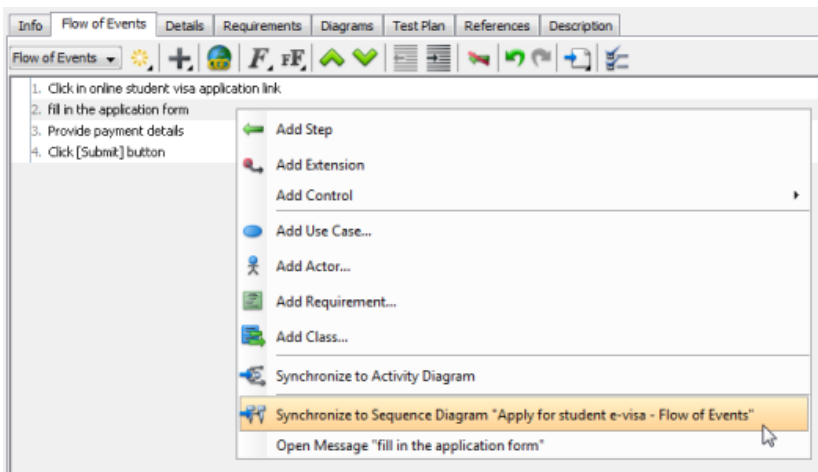 Info Flow of Events Details Requirements Diagrams Test Plan References Description
Flow of Events F FF
1. Click in online student visa application link
2. fill in the application form
3. Provide payment details
4. Click [Submit] button
Add Step
Add Extension
Add Control
Add Use Case...
Add Actor...
Add Requirement...
Add Class...
Synchronize to Activity Diagram
Synchronize to Sequence Diagram "Apply for student e-visa - Flow of Events"
Open Message "fill in the application form"